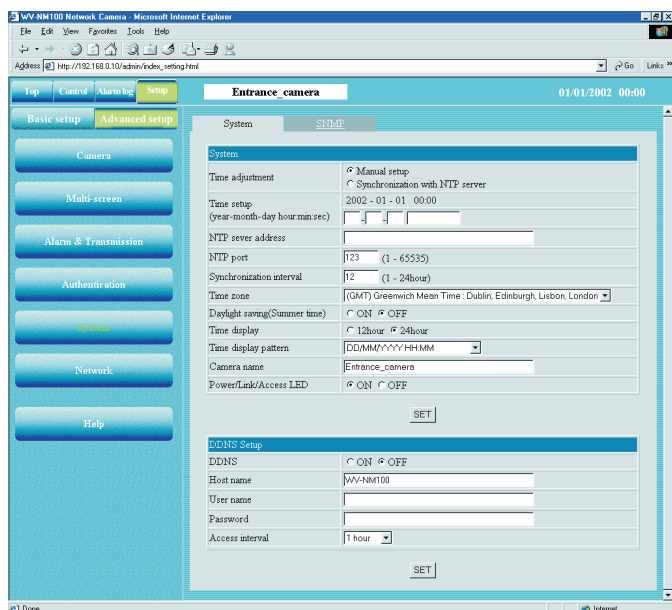 WV-NM100 Network Camera - Microsoft Internet Explorer
File Edit View Favorites Tools Help
Address http://192.168.0.10/admin/index_setting.html Go Links »
Top Control Alarm log Setup Entrance_camera 01/01/2002 00:00
Basic setup Advanced setup
System SNMP
Camera
Multi-screen
Alarm & Transmission
Authentication
System
Network
Help
System
Time adjustment Manual setup
Synchronization with NTP server
Time setup
(year-month-day hour:min:sec) 2002 - 01 - 01 00:00
- -
NTP sever address
NTP port 123 (1 - 65535)
Synchronization interval 12 (1 - 24hour)
Time zone (GMT) Greenwich Mean Time : Dublin, Edinburgh, Lisbon, London
Daylight saving(Summer time) ON OFF
Time display 12hour 24hour
Time display pattern DD/MM/YYYY HH:MM
Camera name Entrance_camera
Power/Link/Access LED ON OFF
SET
DDNS Setup
DDNS ON OFF
Host name WV-NM100
User name
Password
Access interval 1 hour
SET
Done Internet